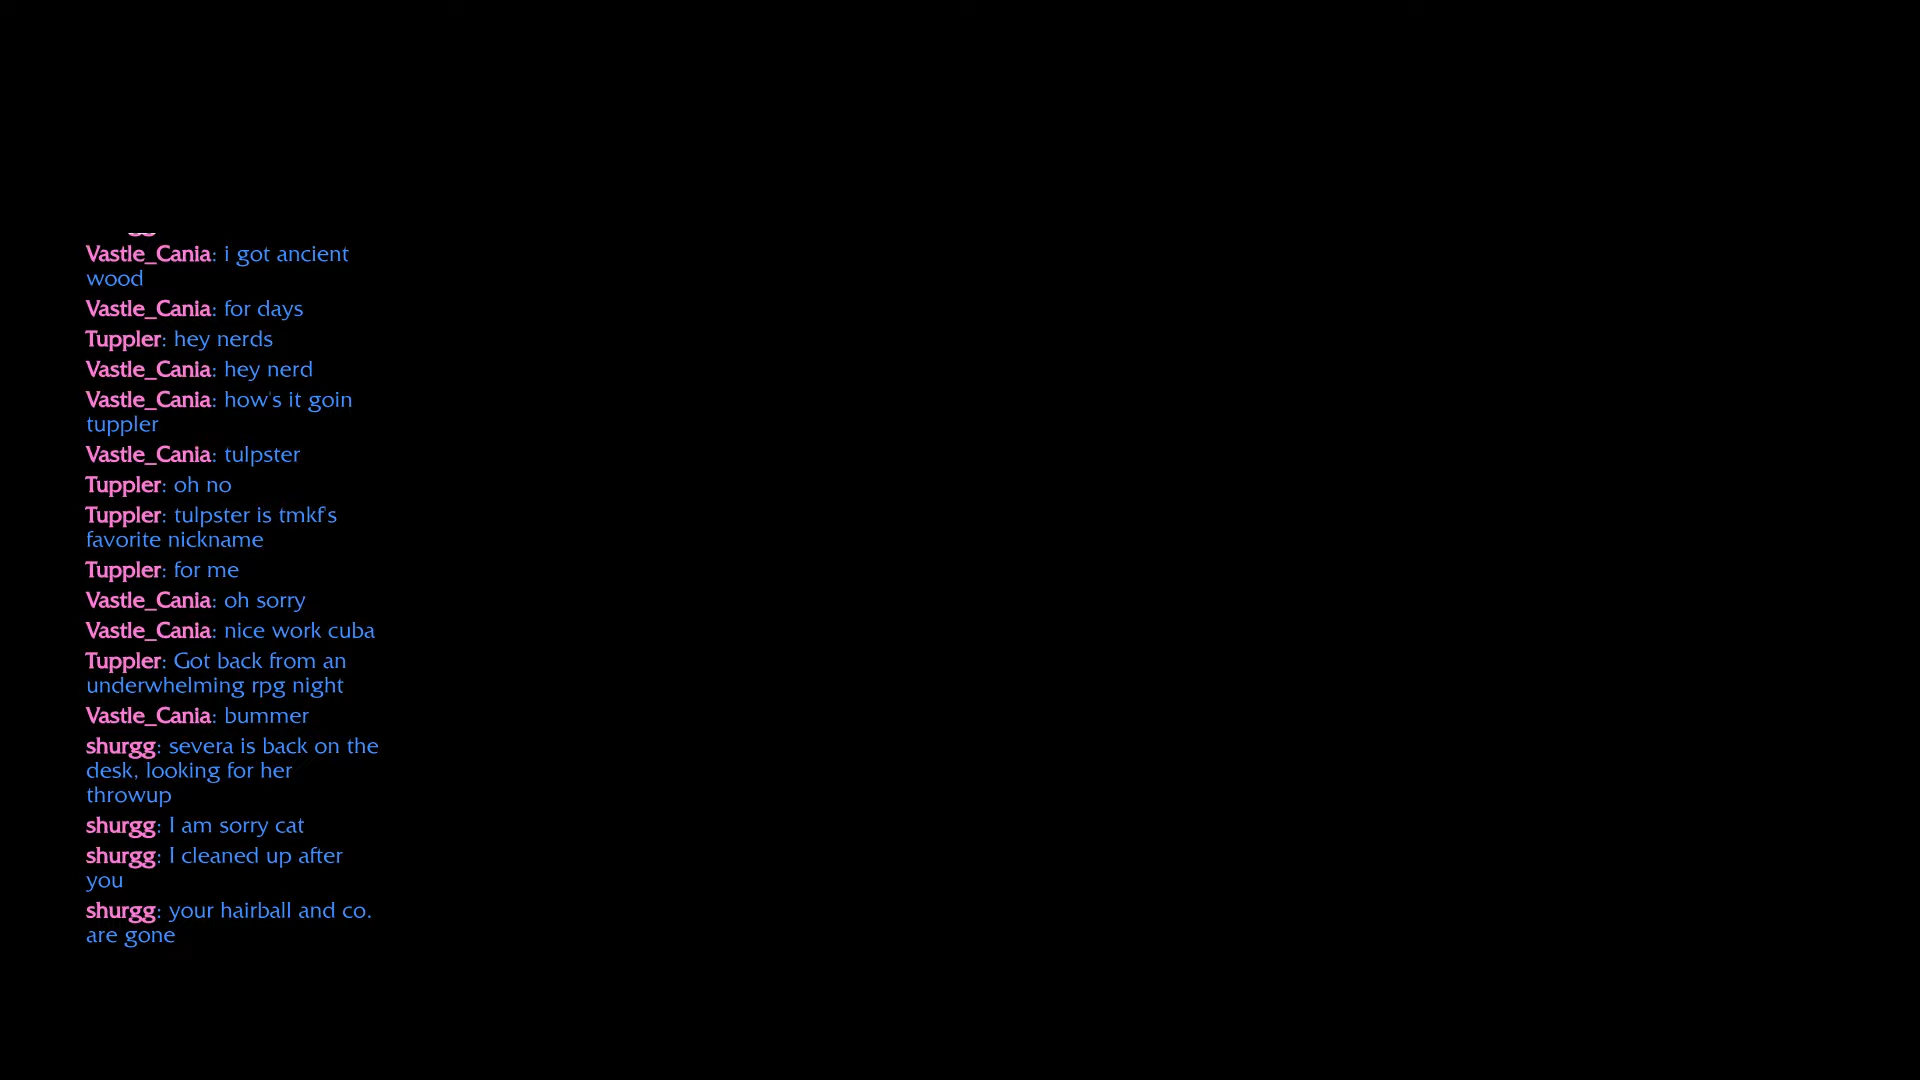 Vastle_Cania: i got ancient
wood
Vastle_Cania: for days
Tuppler: hey nerds
Vastle_Cania: hey nerd
Vastle_Cania: how's it goin
tuppler
Vastle_Cania: tulpster
Tuppler: oh no
Tuppler: tulpster is tmkf's
favorite nickname
Tuppler: for me
Vastle_Cania: oh sorry
Vastle_Cania: nice work cuba
Tuppler: Got back from an
underwhelming rpg night
Vastle_Cania: bummer
shurgg: severa is back on the
desk, looking for her
throwup
shurgg: I am sorry cat
shurgg: I cleaned up after
you
shurgg: your hairball and co.
are gone